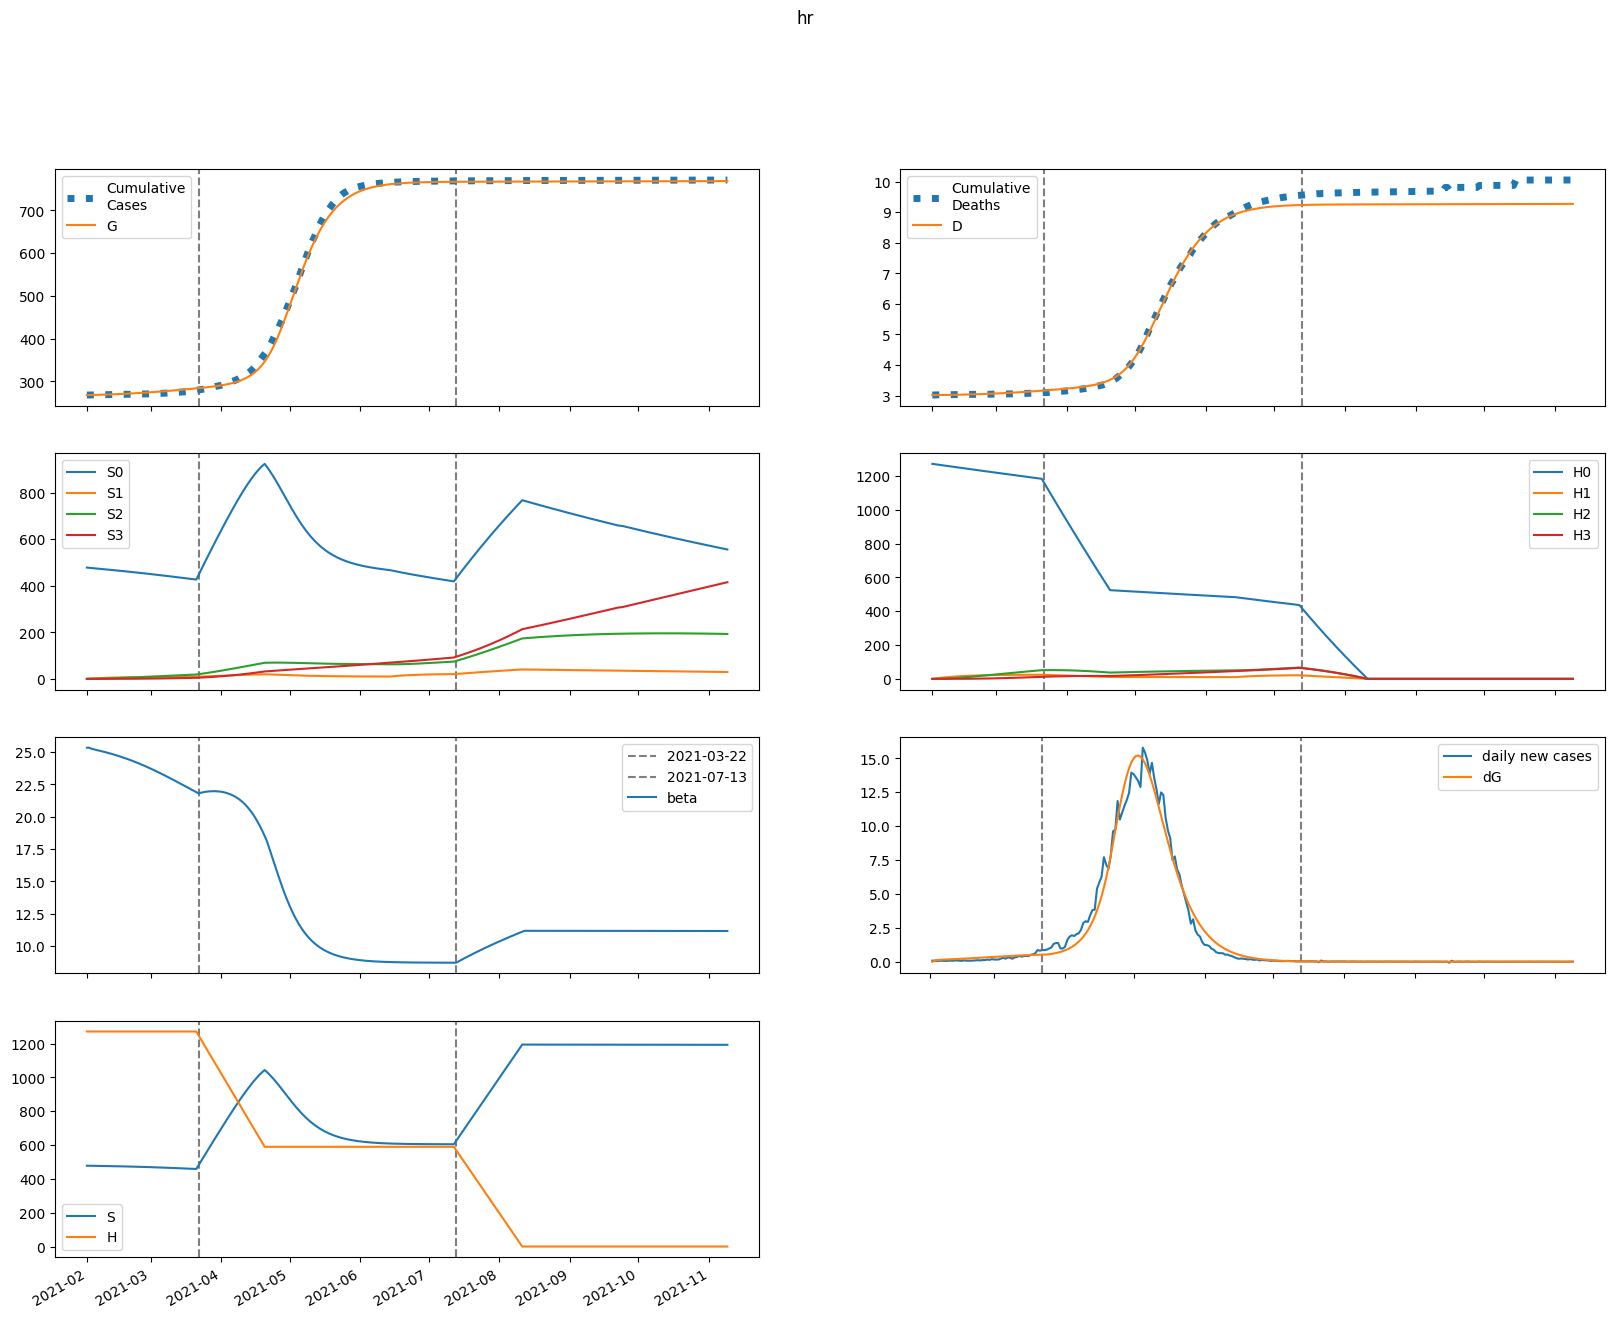 hr
Cumulative
Cases
G
700
600
500
400
300
Cumulative
Deaths
D
10
9
8
7
6
5
4
3
S0
S1
S2
S3
800
600
400
200
0
H0
H1
H2
H3
1200
1000
800
600
400
200
0
2021-03-22
2021-07-13
beta
25.0
22.5
20.0
17.5
15.0
12.5
10.0
daily new cases
dG
15.0
12.5
10.0
7.5
5.0
2.5
0.0
1200
1000
800
600
400
200
0
S
H
2021-02
2021-03
2021-04
2021-05
2021-06
2021-07
2021-08
2021-09
2021-10
2021-11